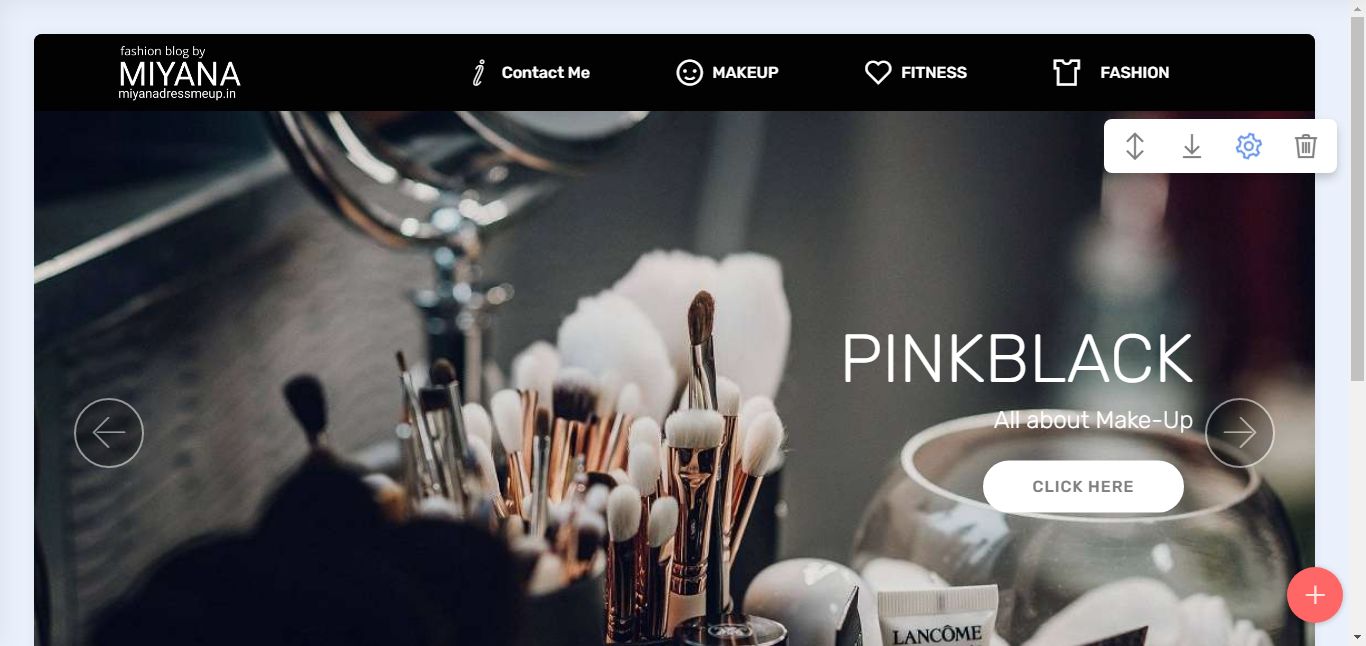 fashion blog by
MIYANA
miyanadressmeup.in
Contact Me
MAKEUP
FITNESS
FASHION
PINKBLACK
All about Make-Up
CLICK HERE
LANCÔME